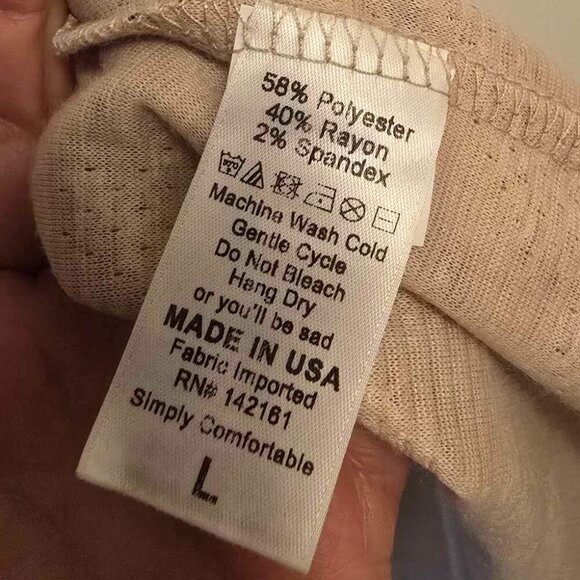 58% Polyester
40% Rayon
2% Spandex
Machine Wash Cold
Gentle Cycle
Do Not Bleach
Hang Dry
or you'll be sad
MADE IN USA
Fabric Imported
RN# 142161
Simply Comfortable
L